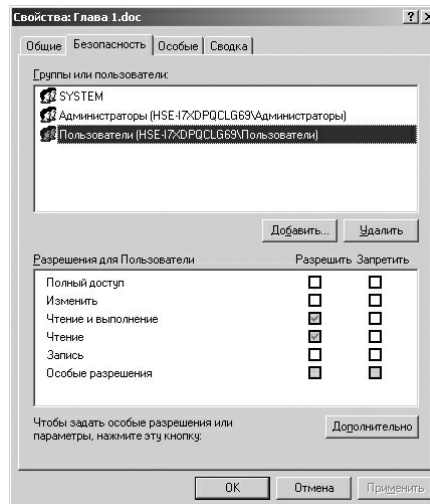 Свойства: Глава 1.doc
Общие Безопасность Особые Сводка
Группы или пользователи:
SYSTEM
Администраторы (HSE-I7XDPQCLG69\Администраторы)
Пользователи (HSE-I7XDPQCLG69\Пользователи)
Добавить... Удалить
Разрешения для Пользователи Разрешить Запретить
Полный доступ
Изменить
Чтение и выполнение
Чтение
Запись
Особые разрешения
Чтобы задать особые разрешения или
параметры, нажмите эту кнопку:
Дополнительно
OK Отмена Применить